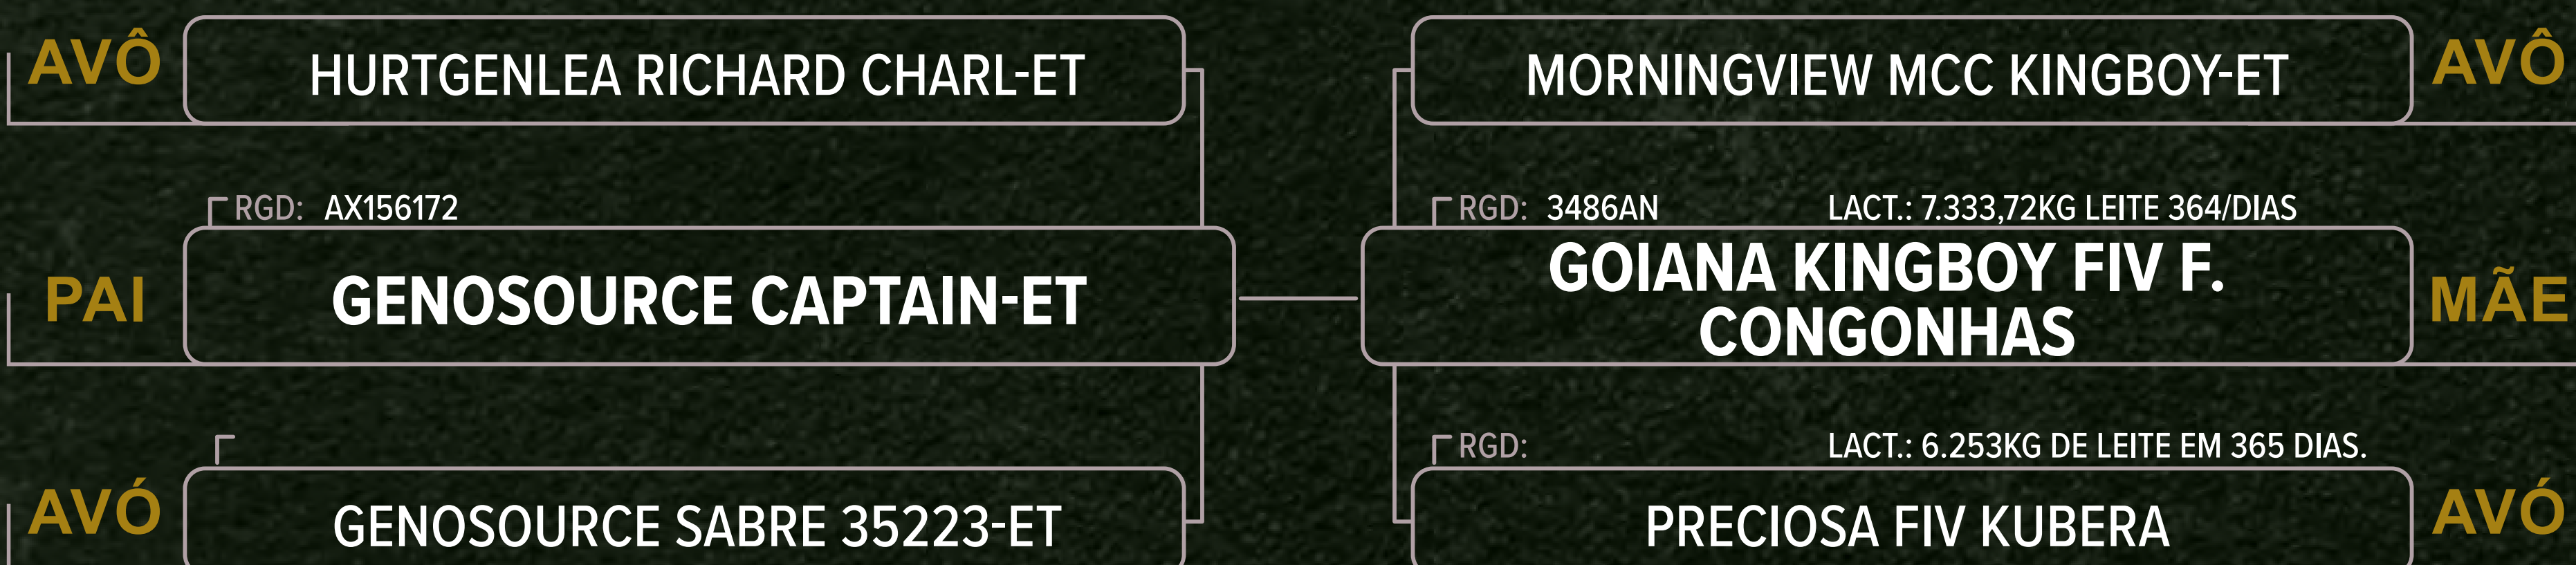 AVÔ
HURTGENLEA RICHARD CHARL-ET
RGD: AX156172
PAI
GENOSOURCE CAPTAIN-ET
AVÓ
GENOSOURCE SABRE 35223-ET
MORNINGVIEW MCC KINGBOY-ET
AVÔ
RGD: 3486AN LACT.: 7.333,72KG LEITE 364/DIAS
GOIANA KINGBOY FIV F.
CONGONHAS
MÃE
RGD: LACT.: 6.253KG DE LEITE EM 365 DIAS.
PRECIOSA FIV KUBERA
AVÓ